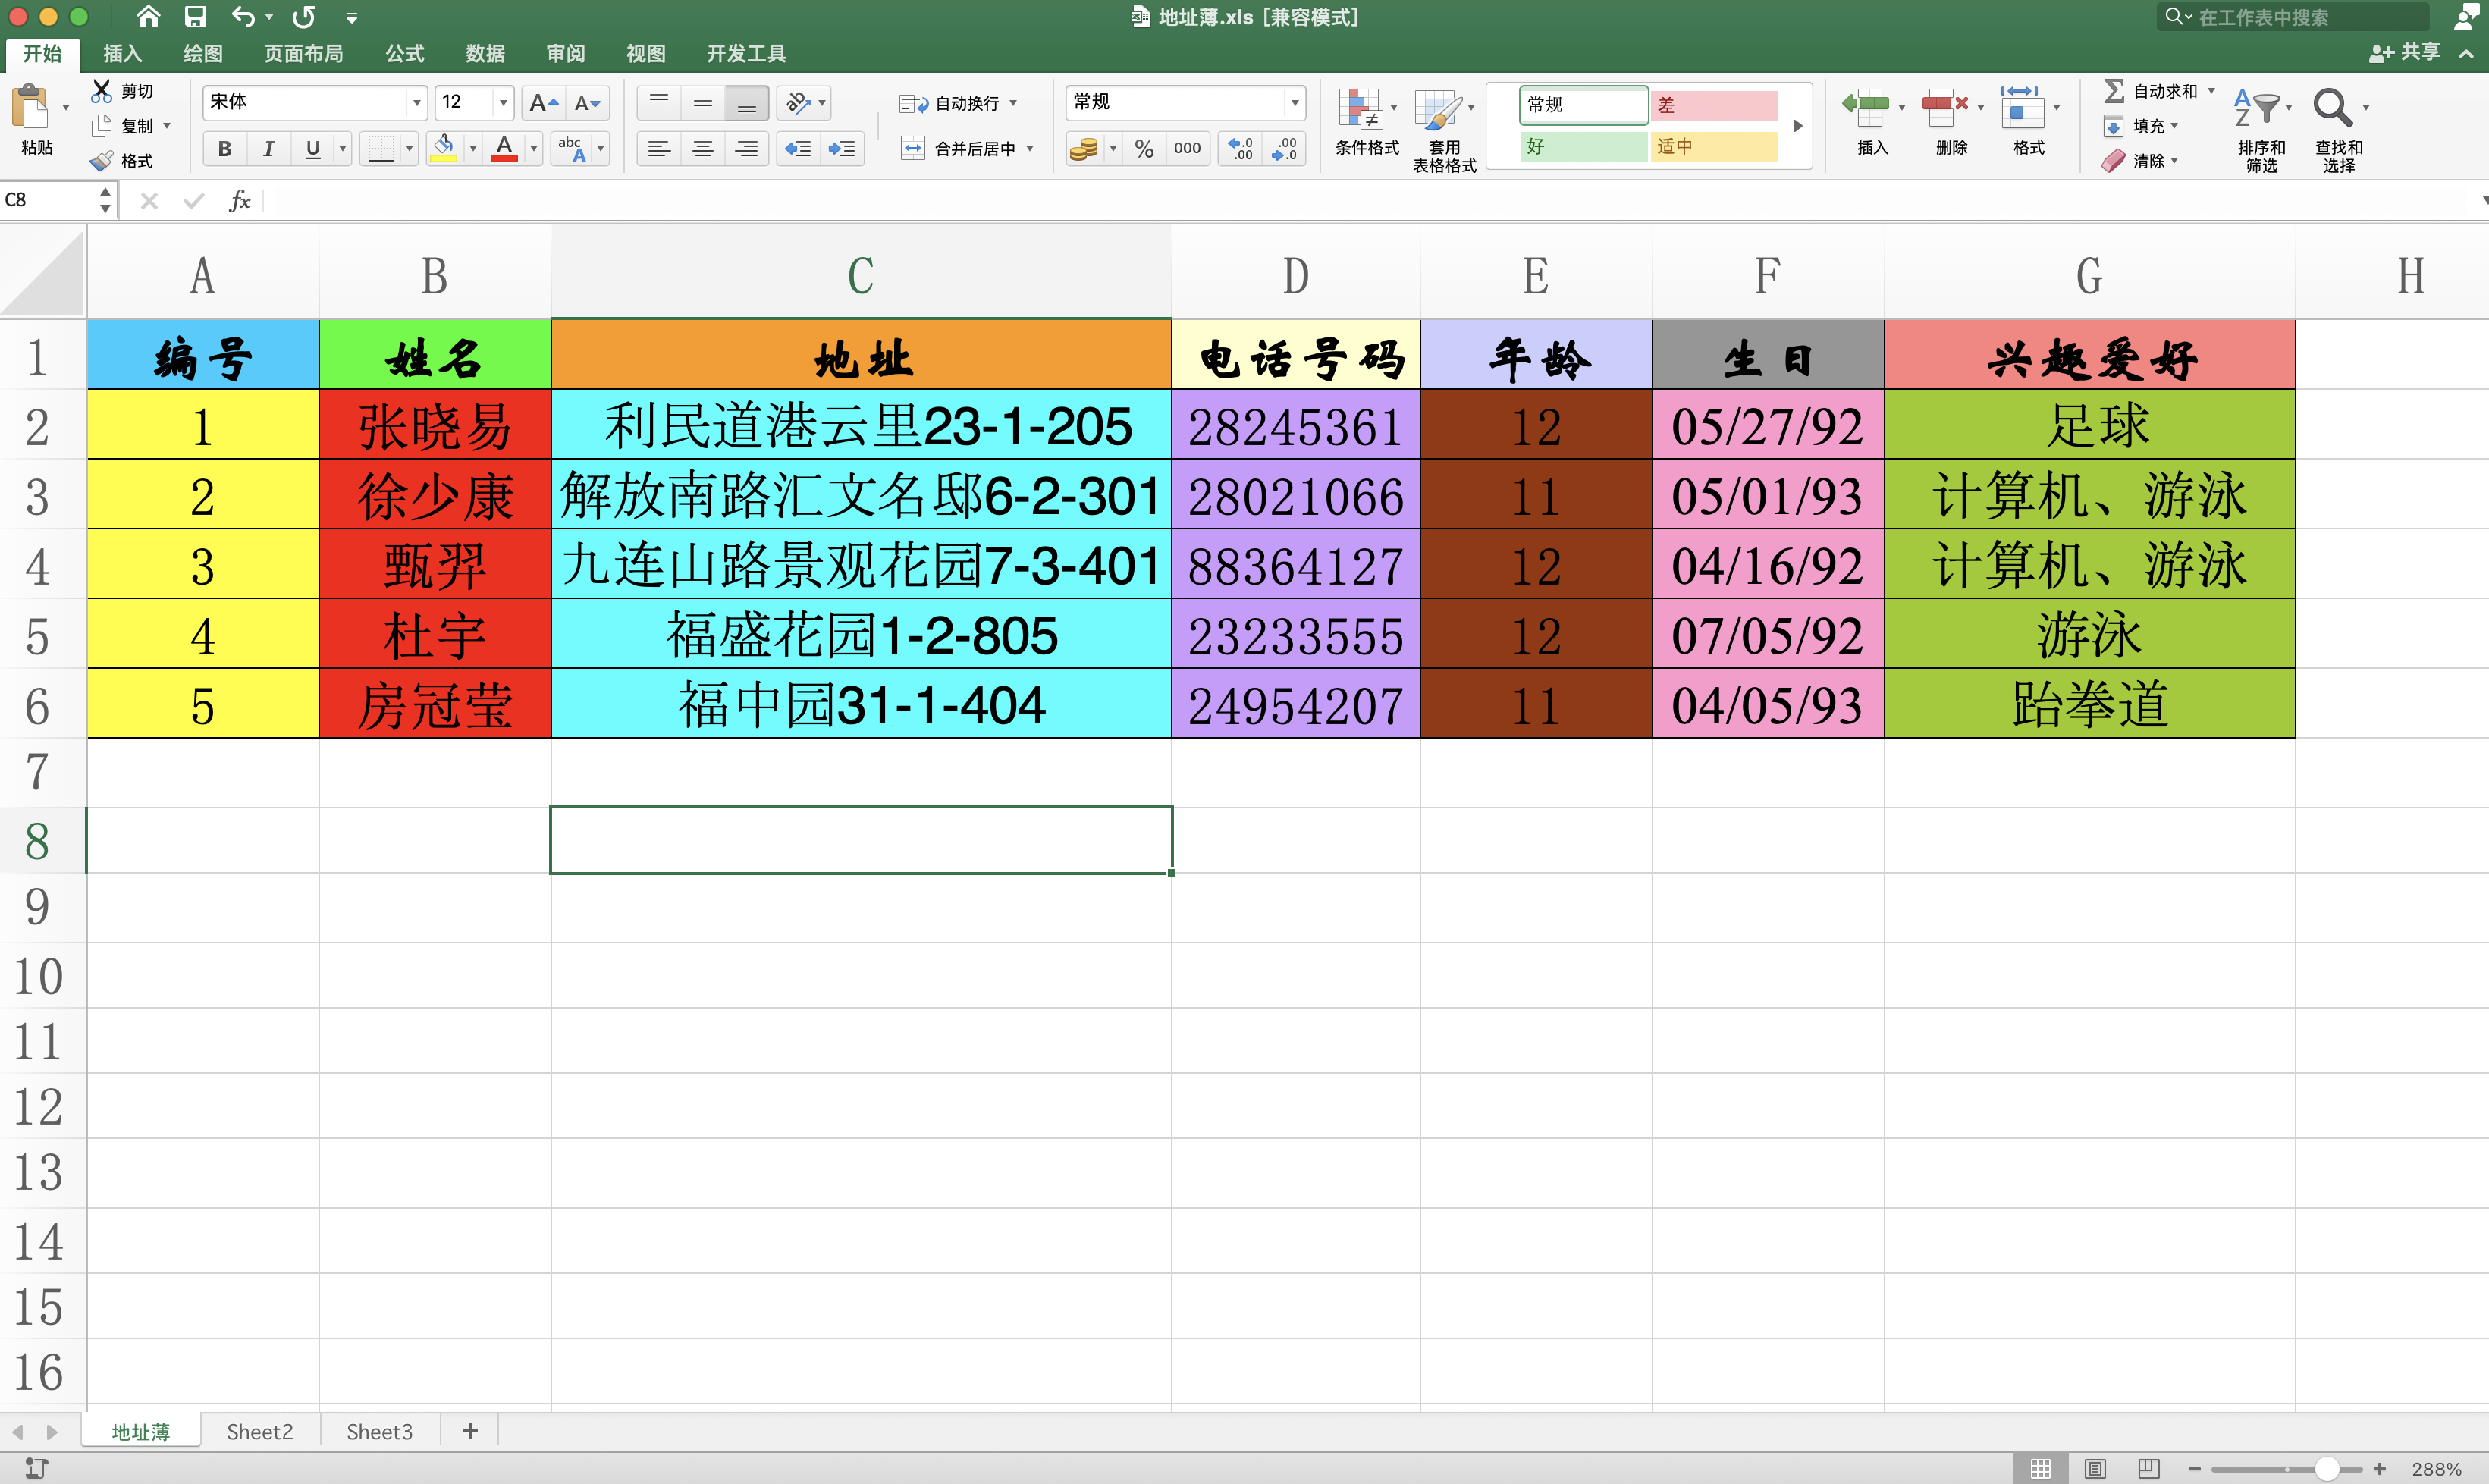 地址薄.xls [兼容模式]
在工作表中搜索
开始 插入 绘图 页面布局 公式 数据 审阅 视图 开发工具
共享
粘贴
剪切
复制
格式
宋体 12
A A
B I U A abc A
自动换行
合并后居中
常规
% 000 .0 .00 .00 .0
条件格式
套用
表格格式
常规 差
好 适中
插入 删除 格式
自动求和
填充
清除
A Z
排序和
筛选
查找和
选择
C8 fx
A B C D E F G H
1 编号 姓名 地址 电话号码 年龄 生日 兴趣爱好
2 1 张晓易 利民道港云里23-1-205 28245361 12 05/27/92 足球
3 2 徐少康 解放南路汇文名邸6-2-301 28021066 11 05/01/93 计算机、游泳
4 3 甄羿 九连山路景观花园7-3-401 88364127 12 04/16/92 计算机、游泳
5 4 杜宇 福盛花园1-2-805 23233555 12 07/05/92 游泳
6 5 房冠莹 福中园31-1-404 24954207 11 04/05/93 跆拳道
7
8
9
10
11
12
13
14
15
16
地址薄 Sheet2 Sheet3 +
288%